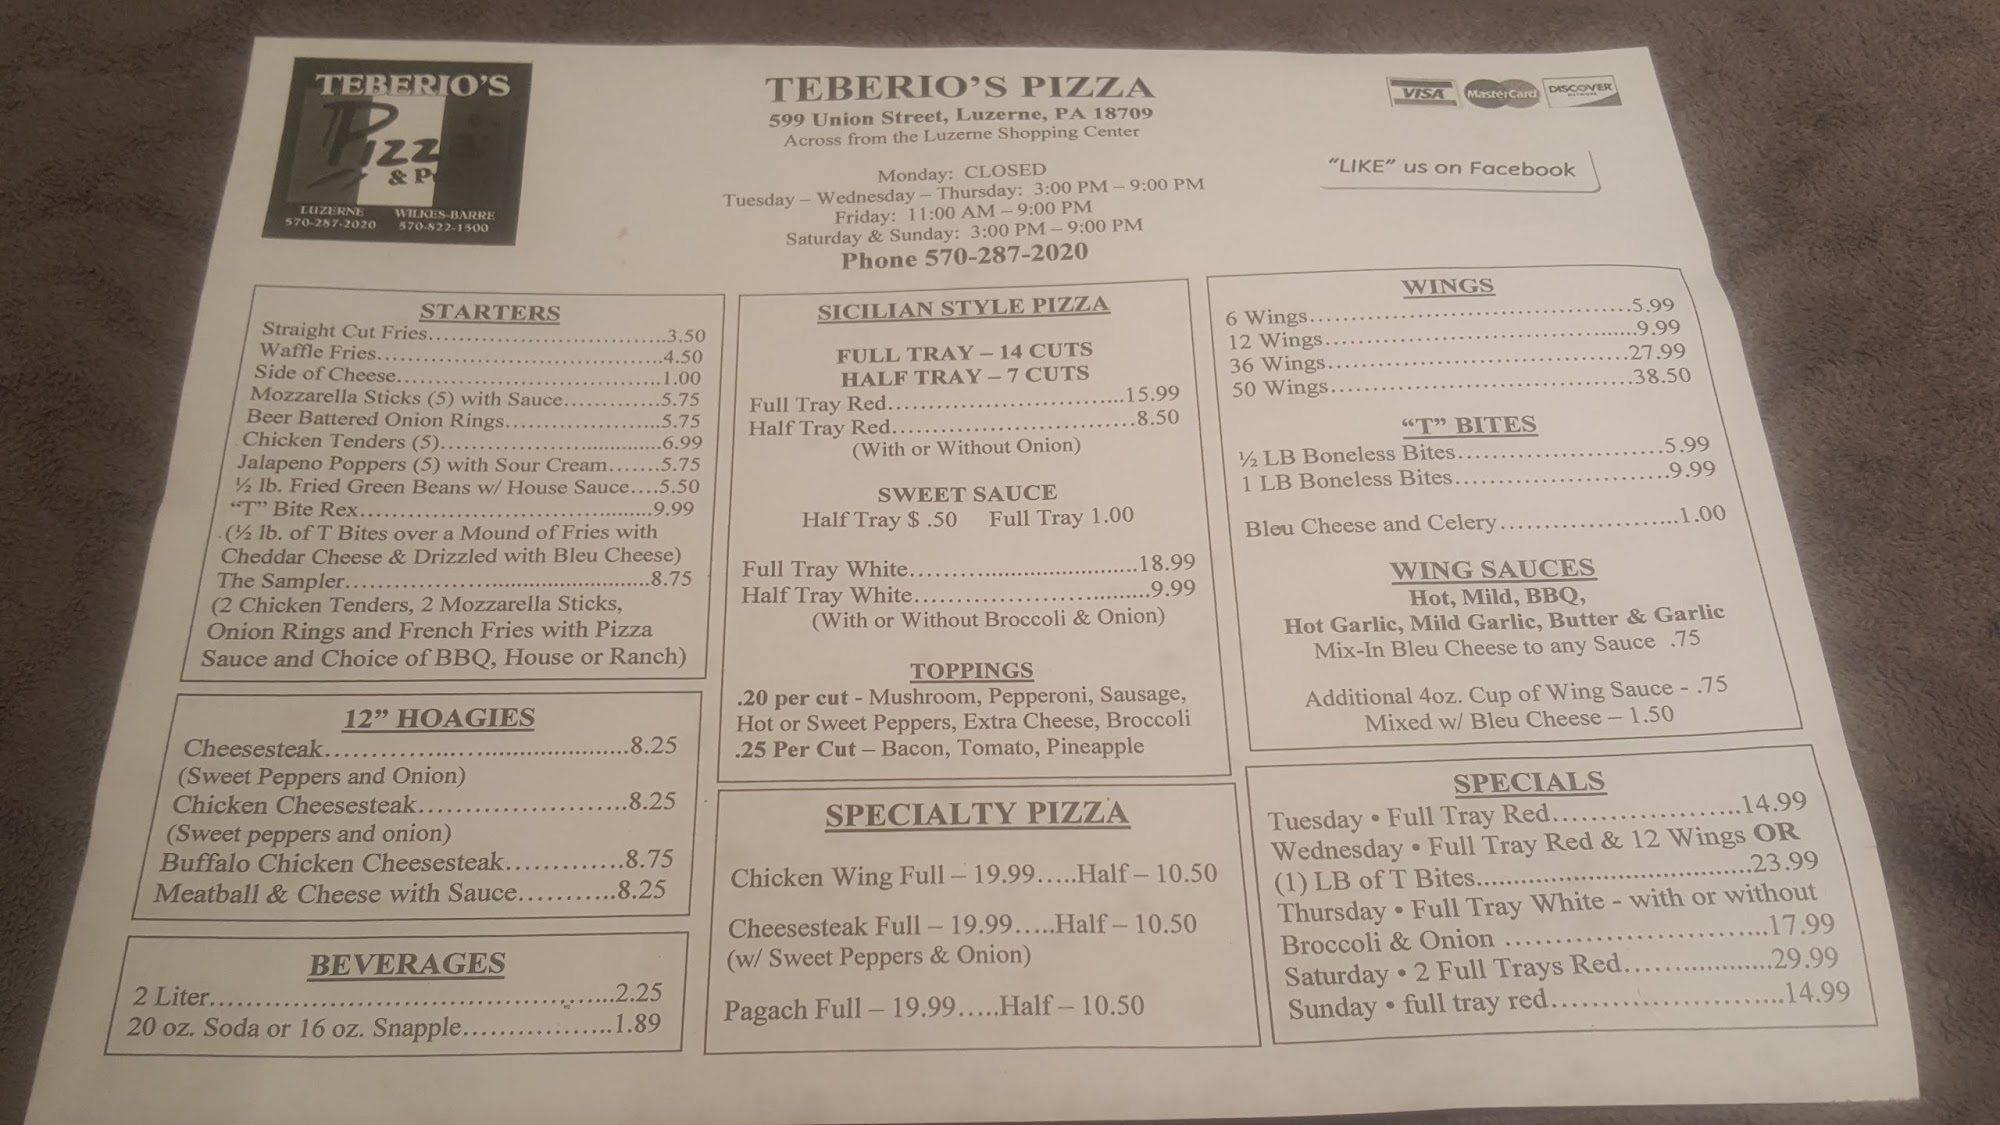 TEBERIO'S
Pizz
& P
LUZERNE WILKES-BARRE
570-287-2020 570-822-1500
TEBERIO'S PIZZA
599 Union Street, Luzerne, PA 18709
Across from the Luzerne Shopping Center
Monday: CLOSED
Tuesday – Wednesday – Thursday: 3:00 PM – 9:00 PM
Friday: 11:00 AM – 9:00 PM
Saturday & Sunday: 3:00 PM – 9:00 PM
Phone 570-287-2020
VISA MasterCard DISCOVER
"LIKE" us on Facebook
STARTERS
Straight Cut Fries.................................3.50
Waffle Fries.........................................4.50
Side of Cheese......................................1.00
Mozzarella Sticks (5) with Sauce..............5.75
Beer Battered Onion Rings......................5.75
Chicken Tenders (5)...............................6.99
Jalapeno Poppers (5) with Sour Cream.......5.75
½ lb. Fried Green Beans w/ House Sauce....5.50
"T" Bite Rex..........................................9.99
(½ lb. of T Bites over a Mound of Fries with
Cheddar Cheese & Drizzled with Bleu Cheese)
The Sampler..........................................8.75
(2 Chicken Tenders, 2 Mozzarella Sticks,
Onion Rings and French Fries with Pizza
Sauce and Choice of BBQ, House or Ranch)
12" HOAGIES
Cheesesteak.......................................8.25
(Sweet Peppers and Onion)
Chicken Cheesesteak..........................8.25
(Sweet peppers and onion)
Buffalo Chicken Cheesesteak............8.75
Meatball & Cheese with Sauce...........8.25
BEVERAGES
2 Liter..................................................2.25
20 oz. Soda or 16 oz. Snapple..................1.89
SICILIAN STYLE PIZZA
FULL TRAY – 14 CUTS
HALF TRAY – 7 CUTS
Full Tray Red..............................15.99
Half Tray Red...............................8.50
(With or Without Onion)
SWEET SAUCE
Half Tray $ .50 Full Tray 1.00
Full Tray White..............................18.99
Half Tray White..............................9.99
(With or Without Broccoli & Onion)
TOPPINGS
.20 per cut - Mushroom, Pepperoni, Sausage,
Hot or Sweet Peppers, Extra Cheese, Broccoli
.25 Per Cut – Bacon, Tomato, Pineapple
SPECIALTY PIZZA
Chicken Wing Full – 19.99.....Half – 10.50
Cheesesteak Full – 19.99.....Half – 10.50
(w/ Sweet Peppers & Onion)
Pagach Full – 19.99.....Half – 10.50
WINGS
6 Wings..........................................5.99
12 Wings........................................9.99
36 Wings......................................27.99
50 Wings......................................38.50
"T" BITES
½ LB Boneless Bites..........................5.99
1 LB Boneless Bites...........................9.99
Bleu Cheese and Celery.......................1.00
WING SAUCES
Hot, Mild, BBQ,
Hot Garlic, Mild Garlic, Butter & Garlic
Mix-In Bleu Cheese to any Sauce .75
Additional 4oz. Cup of Wing Sauce - .75
Mixed w/ Bleu Cheese – 1.50
SPECIALS
Tuesday • Full Tray Red.......................14.99
Wednesday • Full Tray Red & 12 Wings OR
(1) LB of T Bites..................................23.99
Thursday • Full Tray White - with or without
Broccoli & Onion ................................17.99
Saturday • 2 Full Trays Red...................29.99
Sunday • full tray red...........................14.99